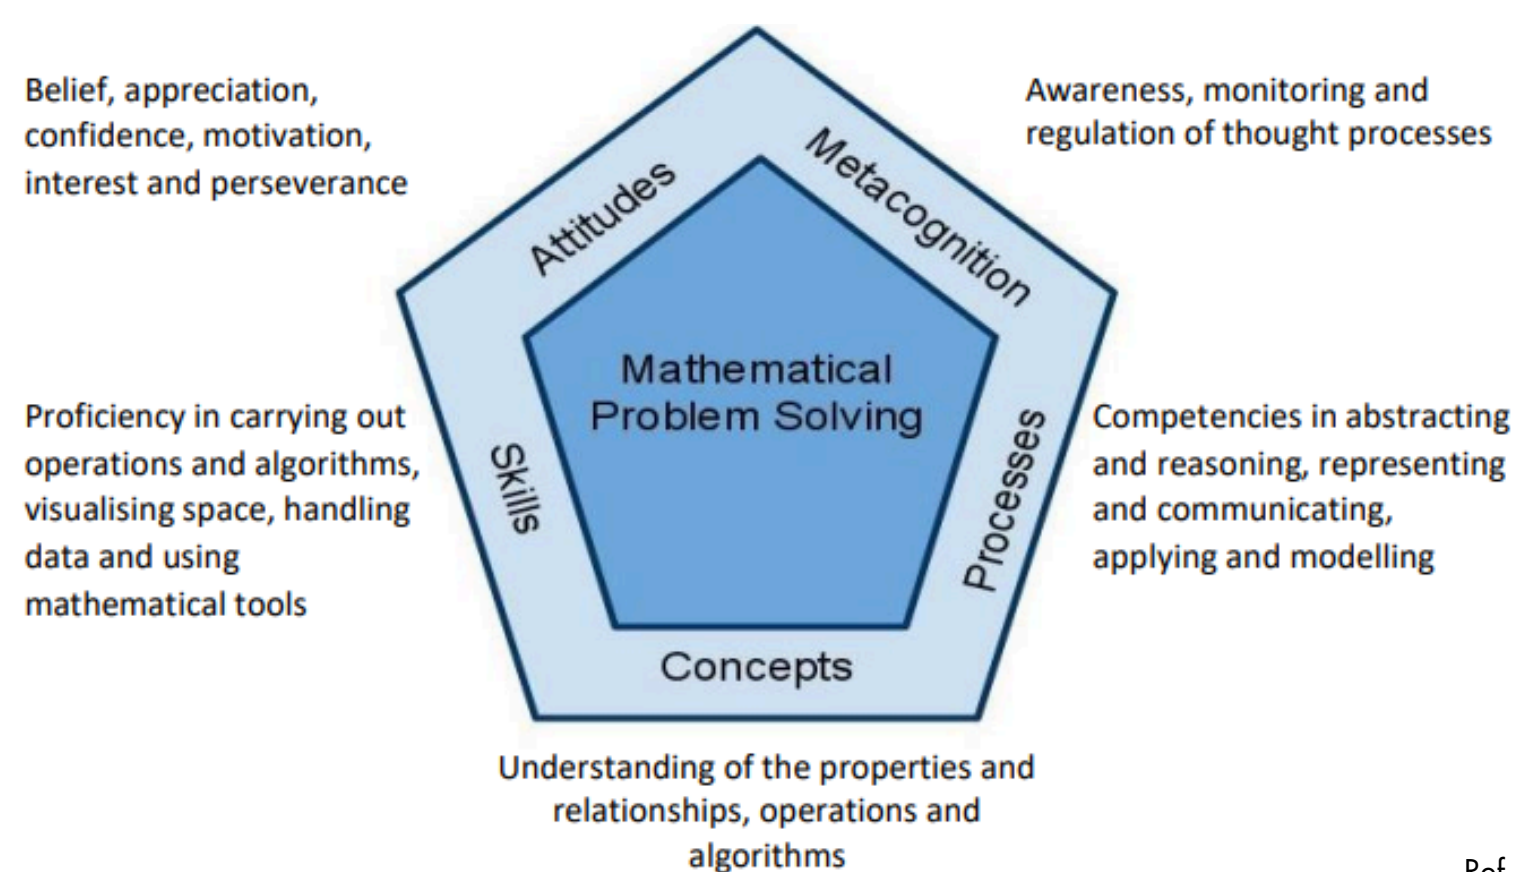 Belief, appreciation,
confidence, motivation,
interest and perseverance
Awareness, monitoring and
regulation of thought processes
Attitudes
Metacognition
Mathematical
Problem Solving
Proficiency in carrying out
operations and algorithms,
visualising space, handling
data and using
mathematical tools
Skills
Processes
Competencies in abstracting
and reasoning, representing
and communicating,
applying and modelling
Concepts
Understanding of the properties and
relationships, operations and
algorithms